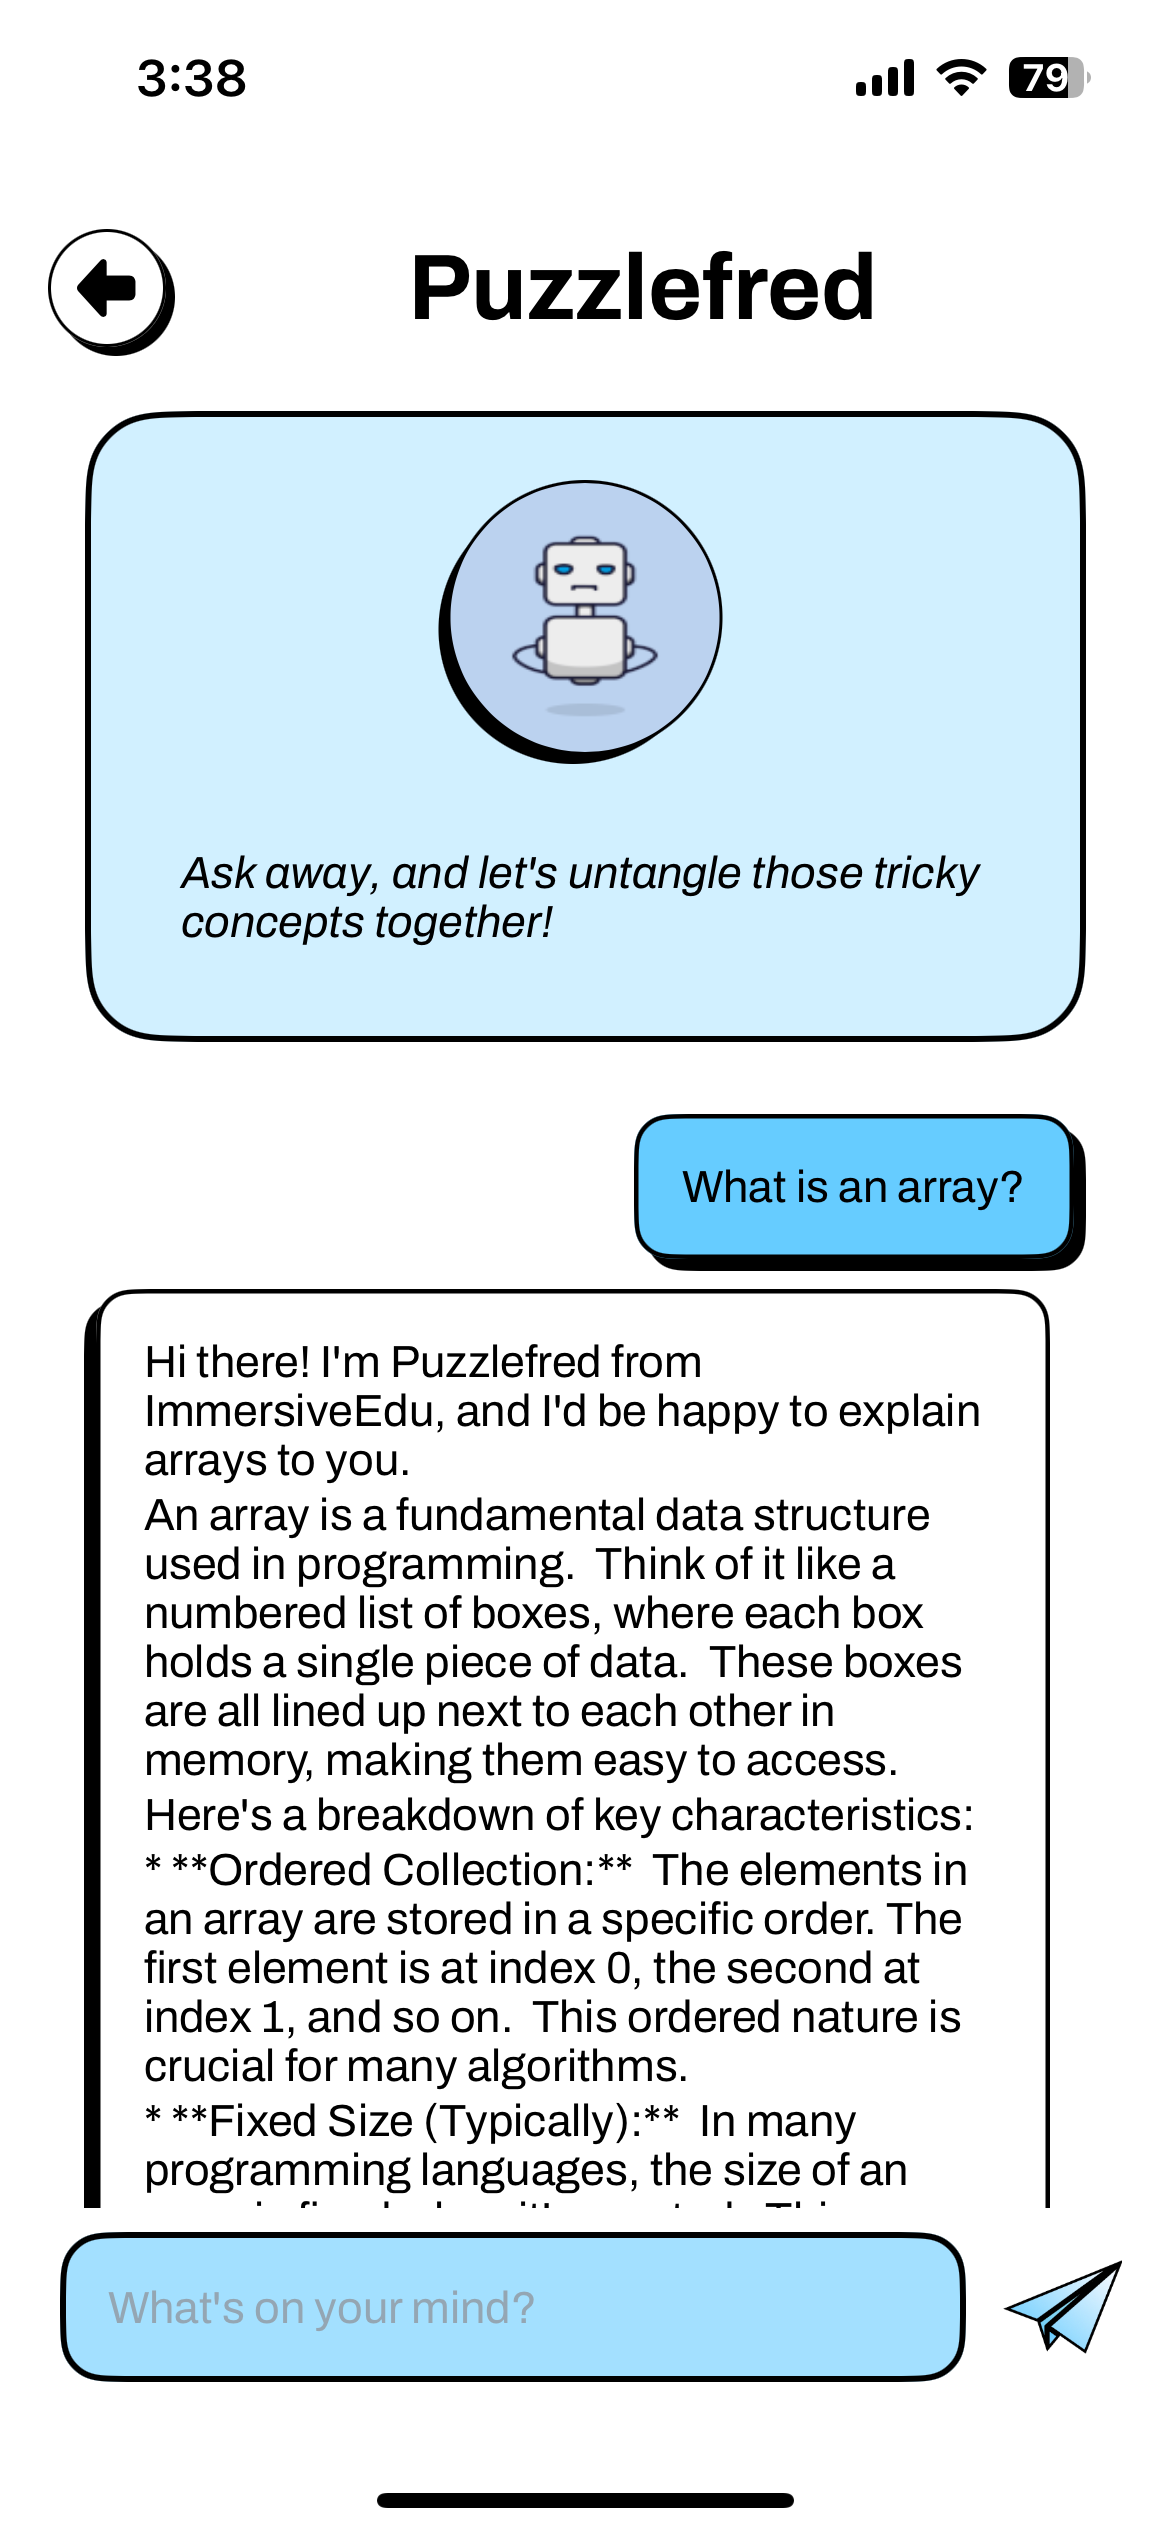 3:38
79
Puzzlefred
Ask away, and let's untangle those tricky
concepts together!
What is an array?
Hi there! I'm Puzzlefred from
ImmersiveEdu, and I'd be happy to explain
arrays to you.
An array is a fundamental data structure
used in programming.  Think of it like a
numbered list of boxes, where each box
holds a single piece of data.  These boxes
are all lined up next to each other in
memory, making them easy to access.
Here's a breakdown of key characteristics:
* **Ordered Collection:**  The elements in
an array are stored in a specific order. The
first element is at index 0, the second at
index 1, and so on.  This ordered nature is
crucial for many algorithms.
* **Fixed Size (Typically):**  In many
programming languages, the size of an
What's on your mind?